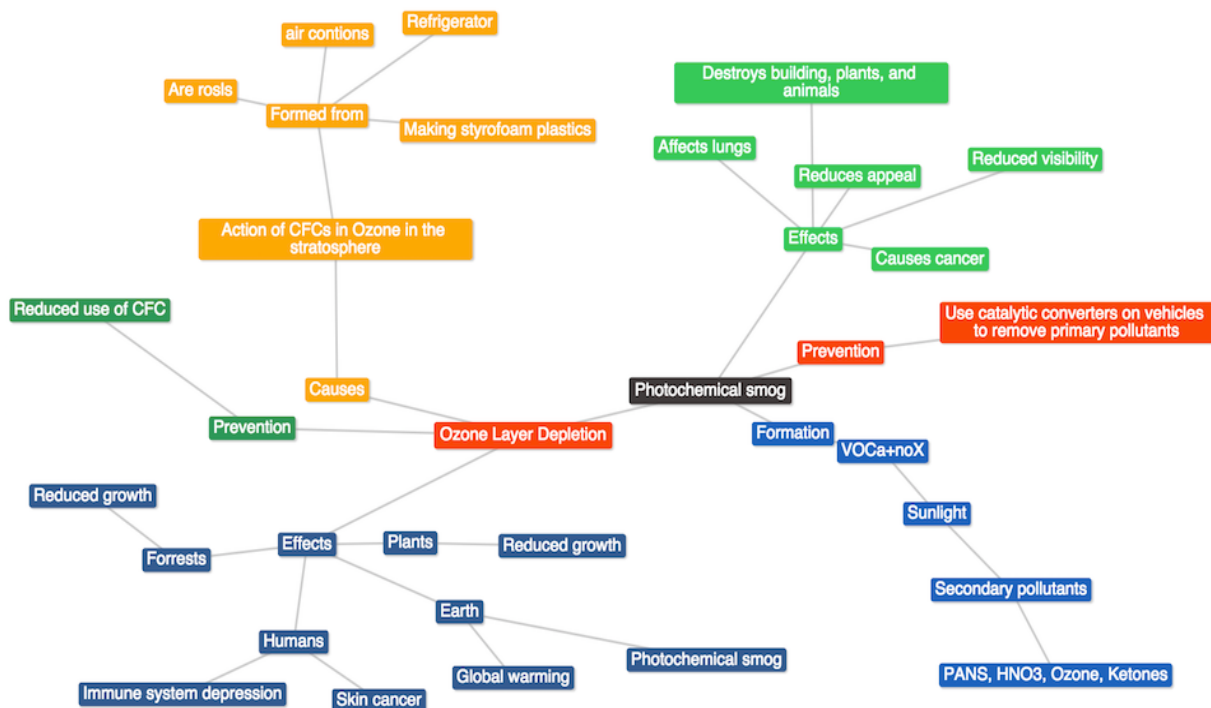 Refrigerator
air contions
Are rosls
Formed from
Making styrofoam plastics
Action of CFCs in Ozone in the
stratosphere
Reduced use of CFC
Causes
Prevention
Ozone Layer Depletion
Reduced growth
Forrests
Effects
Plants
Reduced growth
Earth
Humans
Photochemical smog
Global warming
Immune system depression
Skin cancer
Destroys building, plants, and
animals
Affects lungs
Reduces appeal
Reduced visibility
Effects
Causes cancer
Use catalytic converters on vehicles
to remove primary pollutants
Prevention
Photochemical smog
Formation
VOCa+noX
Sunlight
Secondary pollutants
PANS, HNO3, Ozone, Ketones